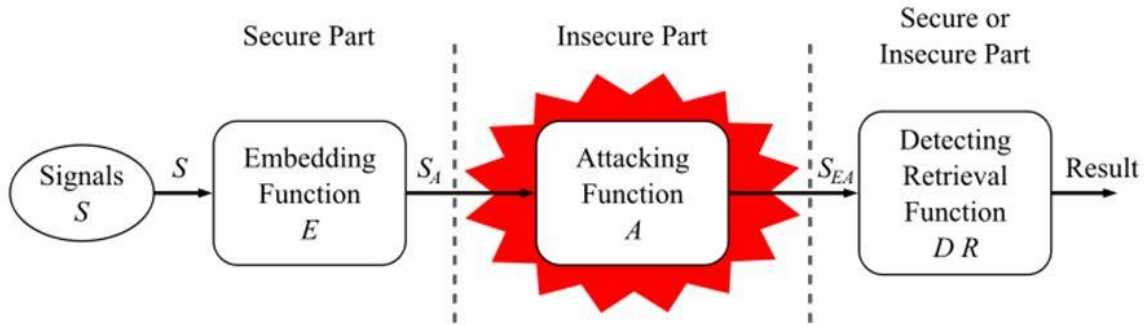 Secure Part
Insecure Part
Secure or
Insecure Part
Signals
S
S
Embedding
Function
E
S_A
Attacking
Function
A
S_EA
Detecting
Retrieval
Function
D R
Result